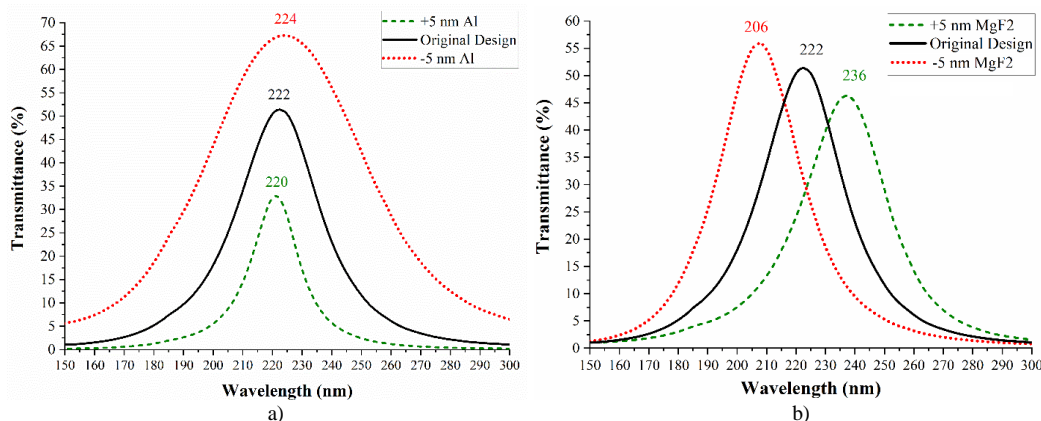 224
+5 nm Al
Original Design
-5 nm Al
222
220
Transmittance (%)
70
65
60
55
50
45
40
35
30
25
20
15
10
5
0
150 160 170 180 190 200 210 220 230 240 250 260 270 280 290 300
Wavelength (nm)
a)
206
+5 nm MgF2
Original Design
-5 nm MgF2
222
236
Transmittance (%)
60
55
50
45
40
35
30
25
20
15
10
5
0
150 160 170 180 190 200 210 220 230 240 250 260 270 280 290 300
Wavelength (nm)
b)